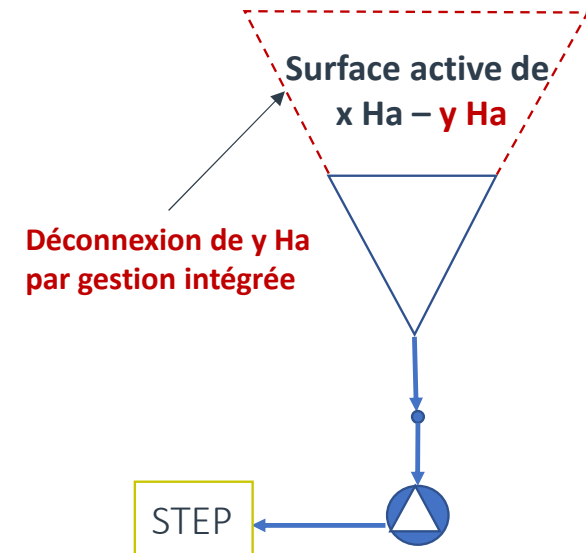 Surface active de
x Ha – y Ha
Déconnexion de y Ha
par gestion intégrée
STEP